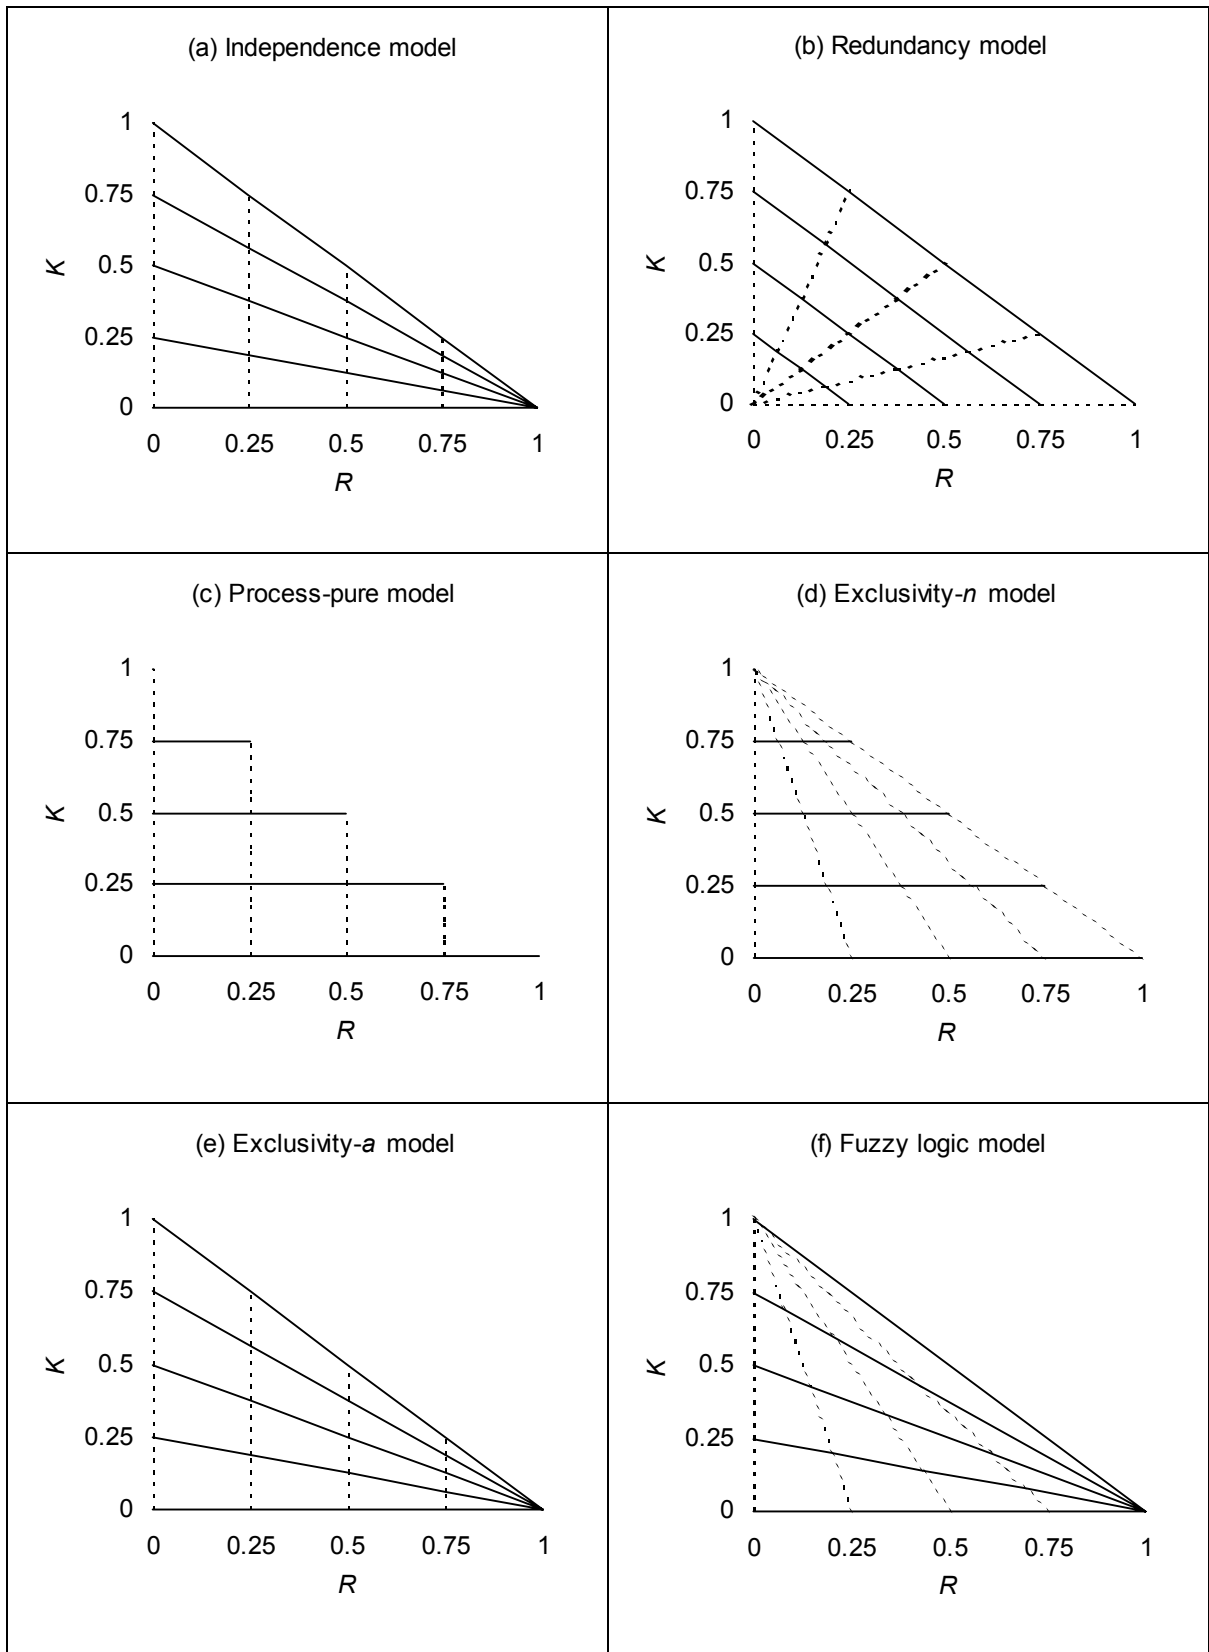 (a) Independence model
1
0.75
0.5
0.25
0
K
0 0.25 0.5 0.75 1
R
(b) Redundancy model
1
0.75
0.5
0.25
0
K
0 0.25 0.5 0.75 1
R
(c) Process-pure model
1
0.75
0.5
0.25
0
K
0 0.25 0.5 0.75 1
R
(d) Exclusivity-n model
1
0.75
0.5
0.25
0
K
0 0.25 0.5 0.75 1
R
(e) Exclusivity-a model
1
0.75
0.5
0.25
0
K
0 0.25 0.5 0.75 1
R
(f) Fuzzy logic model
1
0.75
0.5
0.25
0
K
0 0.25 0.5 0.75 1
R